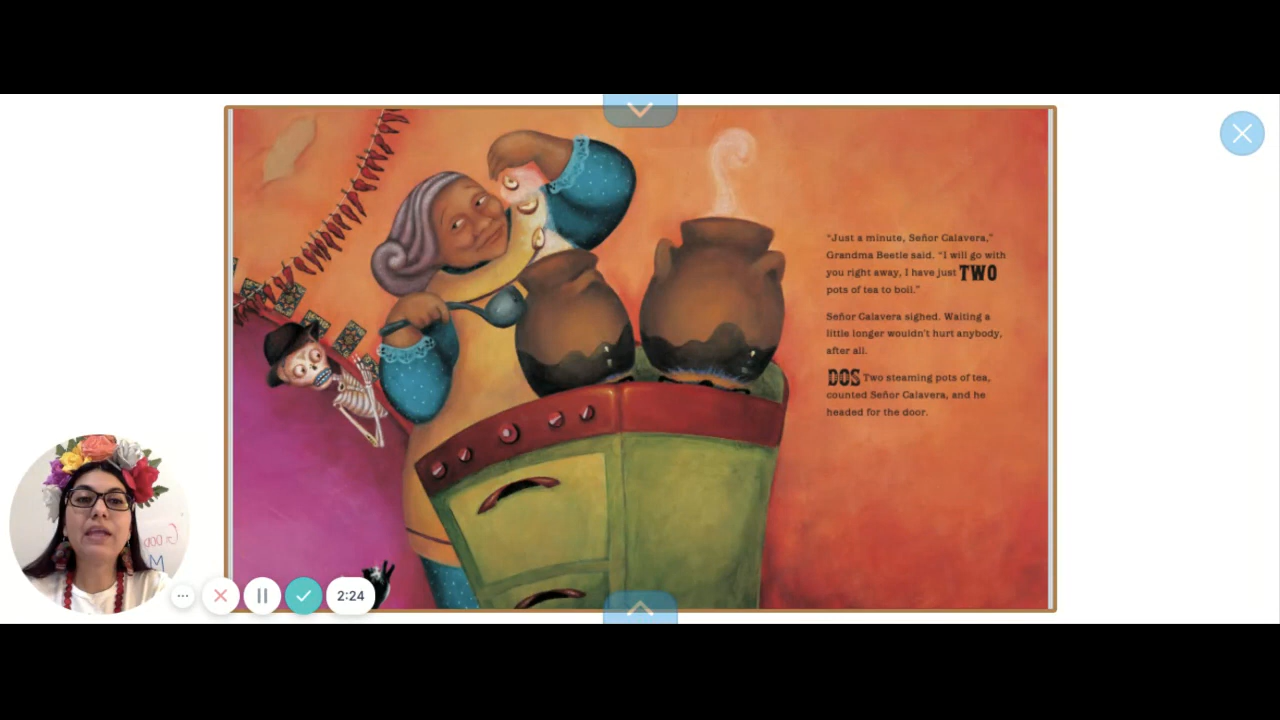 “Just a minute, Señor Calavera,”
Grandma Beetle said. “I will go with
you right away, I have just TWO
pots of tea to boil.”
Señor Calavera sighed. Waiting a
little longer wouldn’t hurt anybody,
after all.
DOS Two steaming pots of tea,
counted Señor Calavera, and he
headed for the door.
2:24